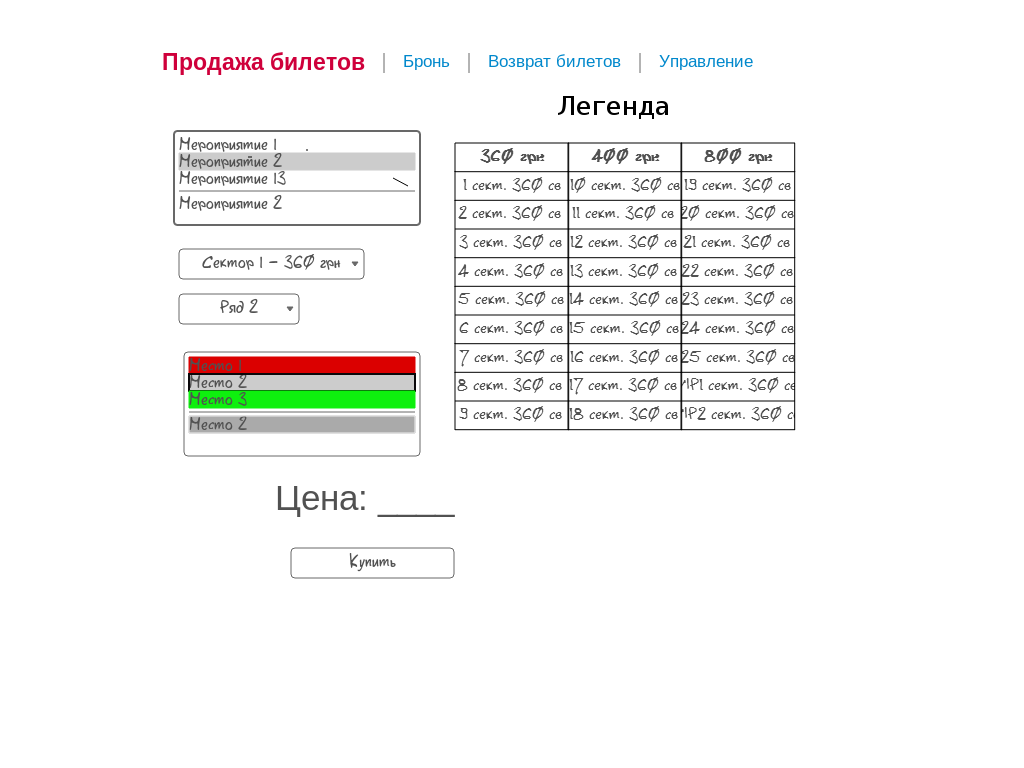 Продажа билетов | Бронь | Возврат билетов | Управление
Легенда
Мероприятие 1
Мероприятие 2
Мероприятие 13
Мероприятие 2
Сектор 1 - 360 грн
Ряд 2
Место 1
Место 2
Место 3
Место 2
Цена: ____
Купить
360 грн 400 грн 800 грн
1 сект. 360 св 10 сект. 360 св 19 сект. 360 св
2 сект. 360 св 11 сект. 360 св 20 сект. 360 св
3 сект. 360 св 12 сект. 360 св 21 сект. 360 св
4 сект. 360 св 13 сект. 360 св 22 сект. 360 св
5 сект. 360 св 14 сект. 360 св 23 сект. 360 св
6 сект. 360 св 15 сект. 360 св 24 сект. 360 св
7 сект. 360 св 16 сект. 360 св 25 сект. 360 св
8 сект. 360 св 17 сект. 360 св VIP1 сект. 360 св
9 сект. 360 св 18 сект. 360 св VIP2 сект. 360 св